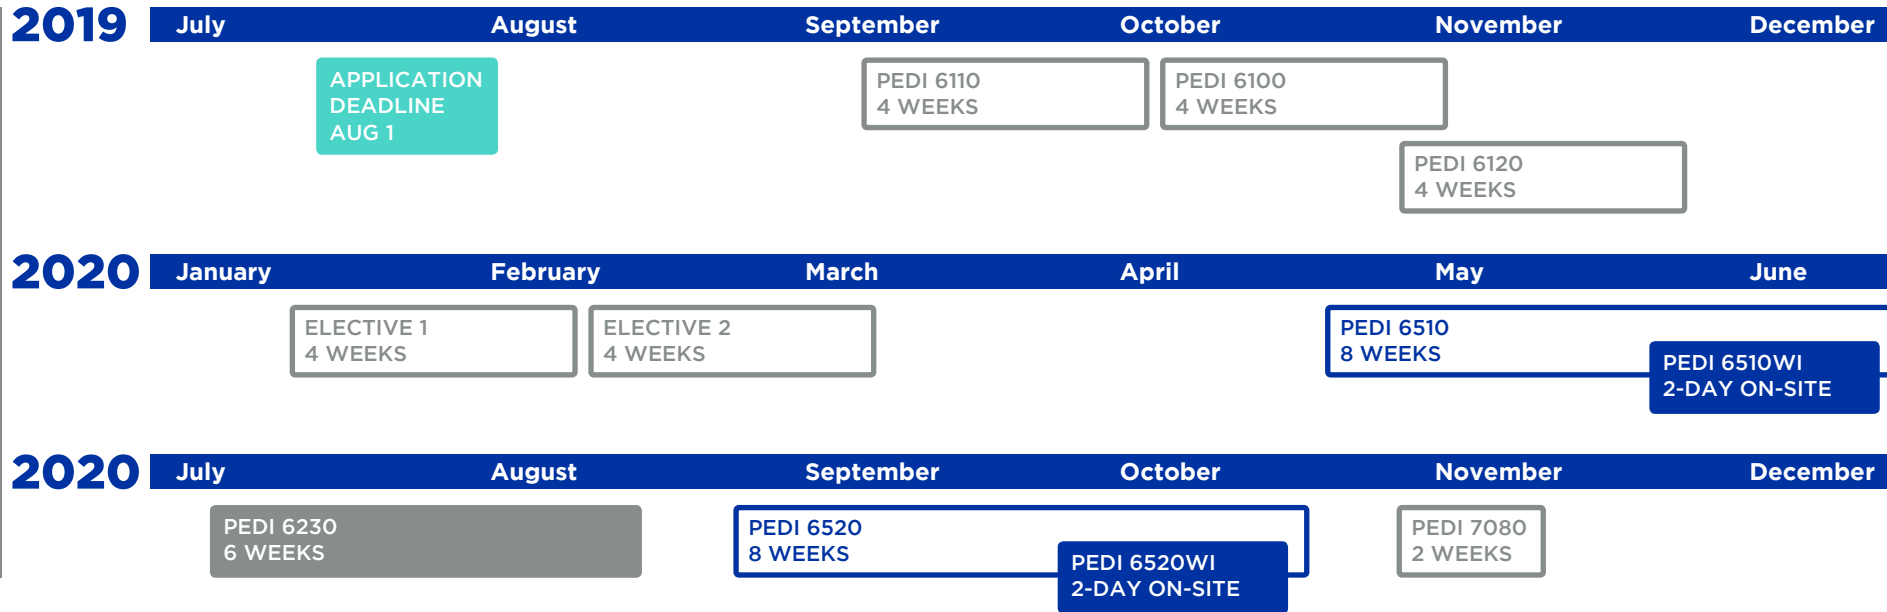 2019 July August September October November December
APPLICATION
DEADLINE
AUG 1
PEDI 6110
4 WEEKS
PEDI 6100
4 WEEKS
PEDI 6120
4 WEEKS
2020 January February March April May June
ELECTIVE 1
4 WEEKS
ELECTIVE 2
4 WEEKS
PEDI 6510
8 WEEKS
PEDI 6510WI
2-DAY ON-SITE
2020 July August September October November December
PEDI 6230
6 WEEKS
PEDI 6520
8 WEEKS
PEDI 6520WI
2-DAY ON-SITE
PEDI 7080
2 WEEKS